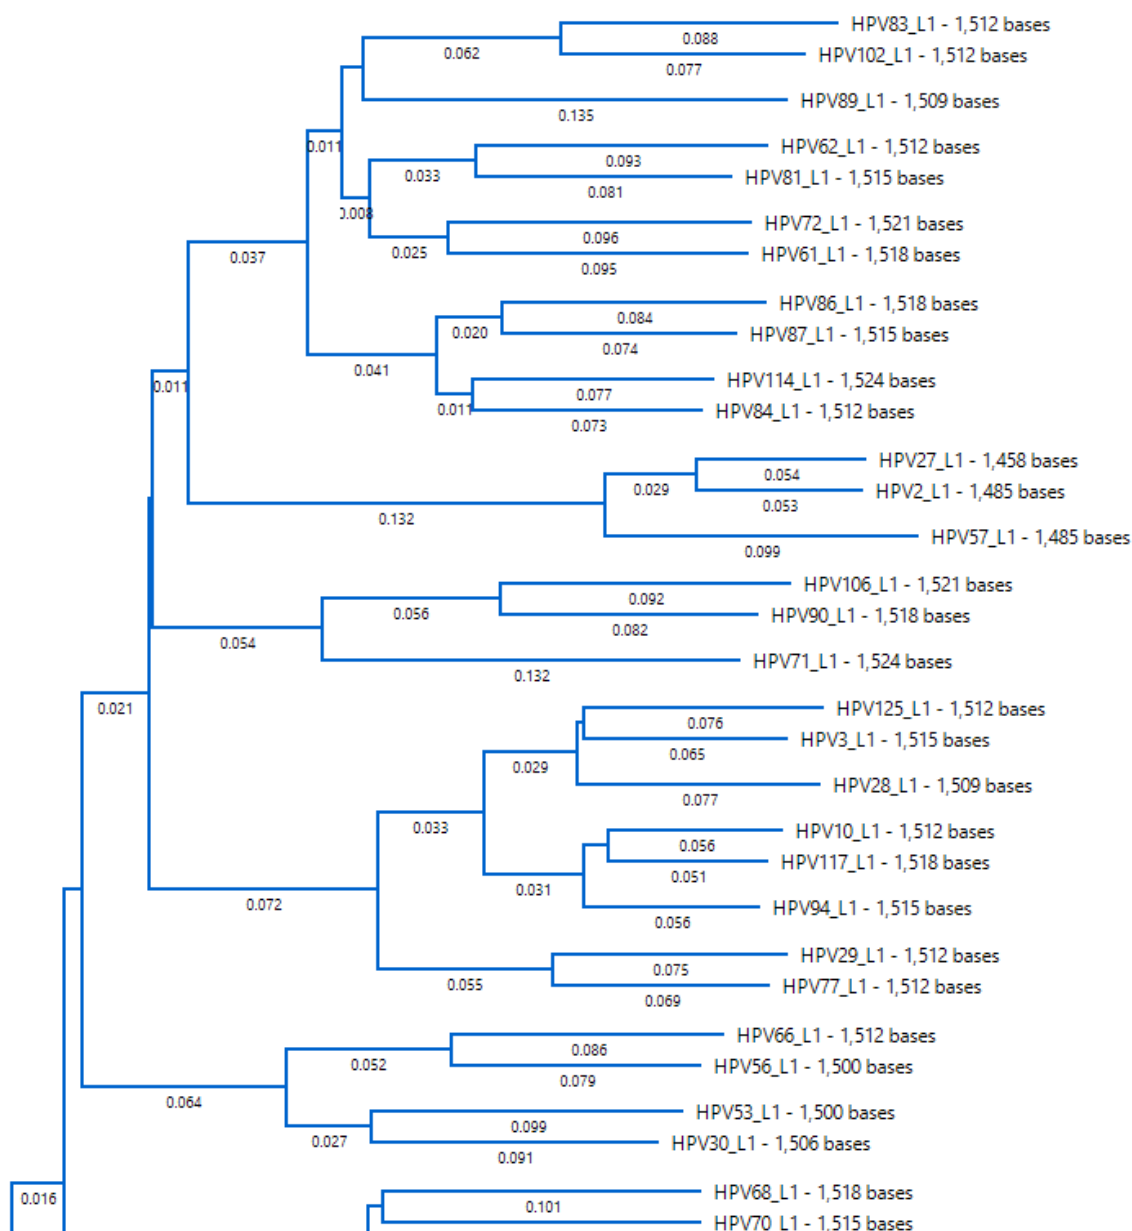 HPV83_L1 - 1,512 bases
0.088
0.062
HPV102_L1 - 1,512 bases
0.077
HPV89_L1 - 1,509 bases
0.135
0.011
HPV62_L1 - 1,512 bases
0.093
0.033
HPV81_L1 - 1,515 bases
0.081
0.008
HPV72_L1 - 1,521 bases
0.096
0.025
HPV61_L1 - 1,518 bases
0.095
0.037
HPV86_L1 - 1,518 bases
0.084
0.020
HPV87_L1 - 1,515 bases
0.074
0.041
HPV114_L1 - 1,524 bases
0.011
0.077
0.011
HPV84_L1 - 1,512 bases
0.073
HPV27_L1 - 1,458 bases
0.054
0.029
HPV2_L1 - 1,485 bases
0.053
0.132
HPV57_L1 - 1,485 bases
0.099
HPV106_L1 - 1,521 bases
0.092
0.056
HPV90_L1 - 1,518 bases
0.082
0.054
HPV71_L1 - 1,524 bases
0.132
0.021
HPV125_L1 - 1,512 bases
0.076
HPV3_L1 - 1,515 bases
0.065
0.029
HPV28_L1 - 1,509 bases
0.077
0.033
HPV10_L1 - 1,512 bases
0.056
HPV117_L1 - 1,518 bases
0.051
0.031
HPV94_L1 - 1,515 bases
0.056
0.072
HPV29_L1 - 1,512 bases
0.075
0.055
HPV77_L1 - 1,512 bases
0.069
HPV66_L1 - 1,512 bases
0.086
0.052
HPV56_L1 - 1,500 bases
0.079
0.064
HPV53_L1 - 1,500 bases
0.099
0.027
HPV30_L1 - 1,506 bases
0.091
0.016
HPV68_L1 - 1,518 bases
0.101
HPV70_L1 - 1,515 bases